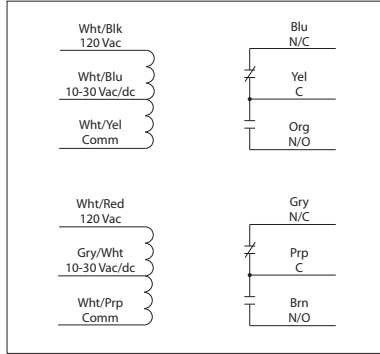 Wht/Blk
120 Vac
Wht/Blu
10-30 Vac/dc
Wht/Yel
Comm
Blu
N/C
Yel
C
Org
N/O
Wht/Red
120 Vac
Gry/Wht
10-30 Vac/dc
Wht/Prp
Comm
Gry
N/C
Prp
C
Brn
N/O